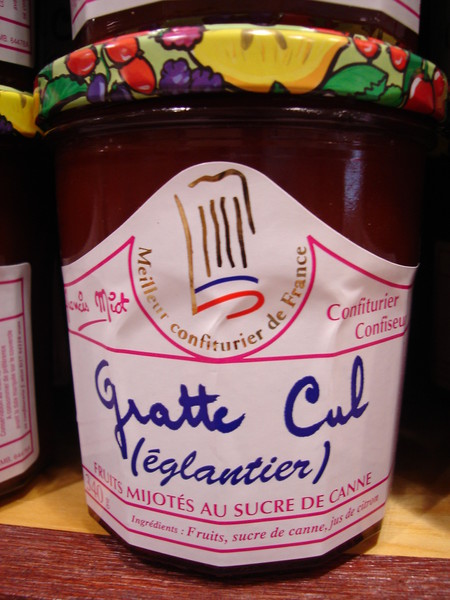 Meilleur confiturier de France
Miot
Confiturier
Confiseur
Gratte Cul
(églantier)
FRUITS MIJOTÉS AU SUCRE DE CANNE
Ingrédients : Fruits, sucre de canne, jus de citron